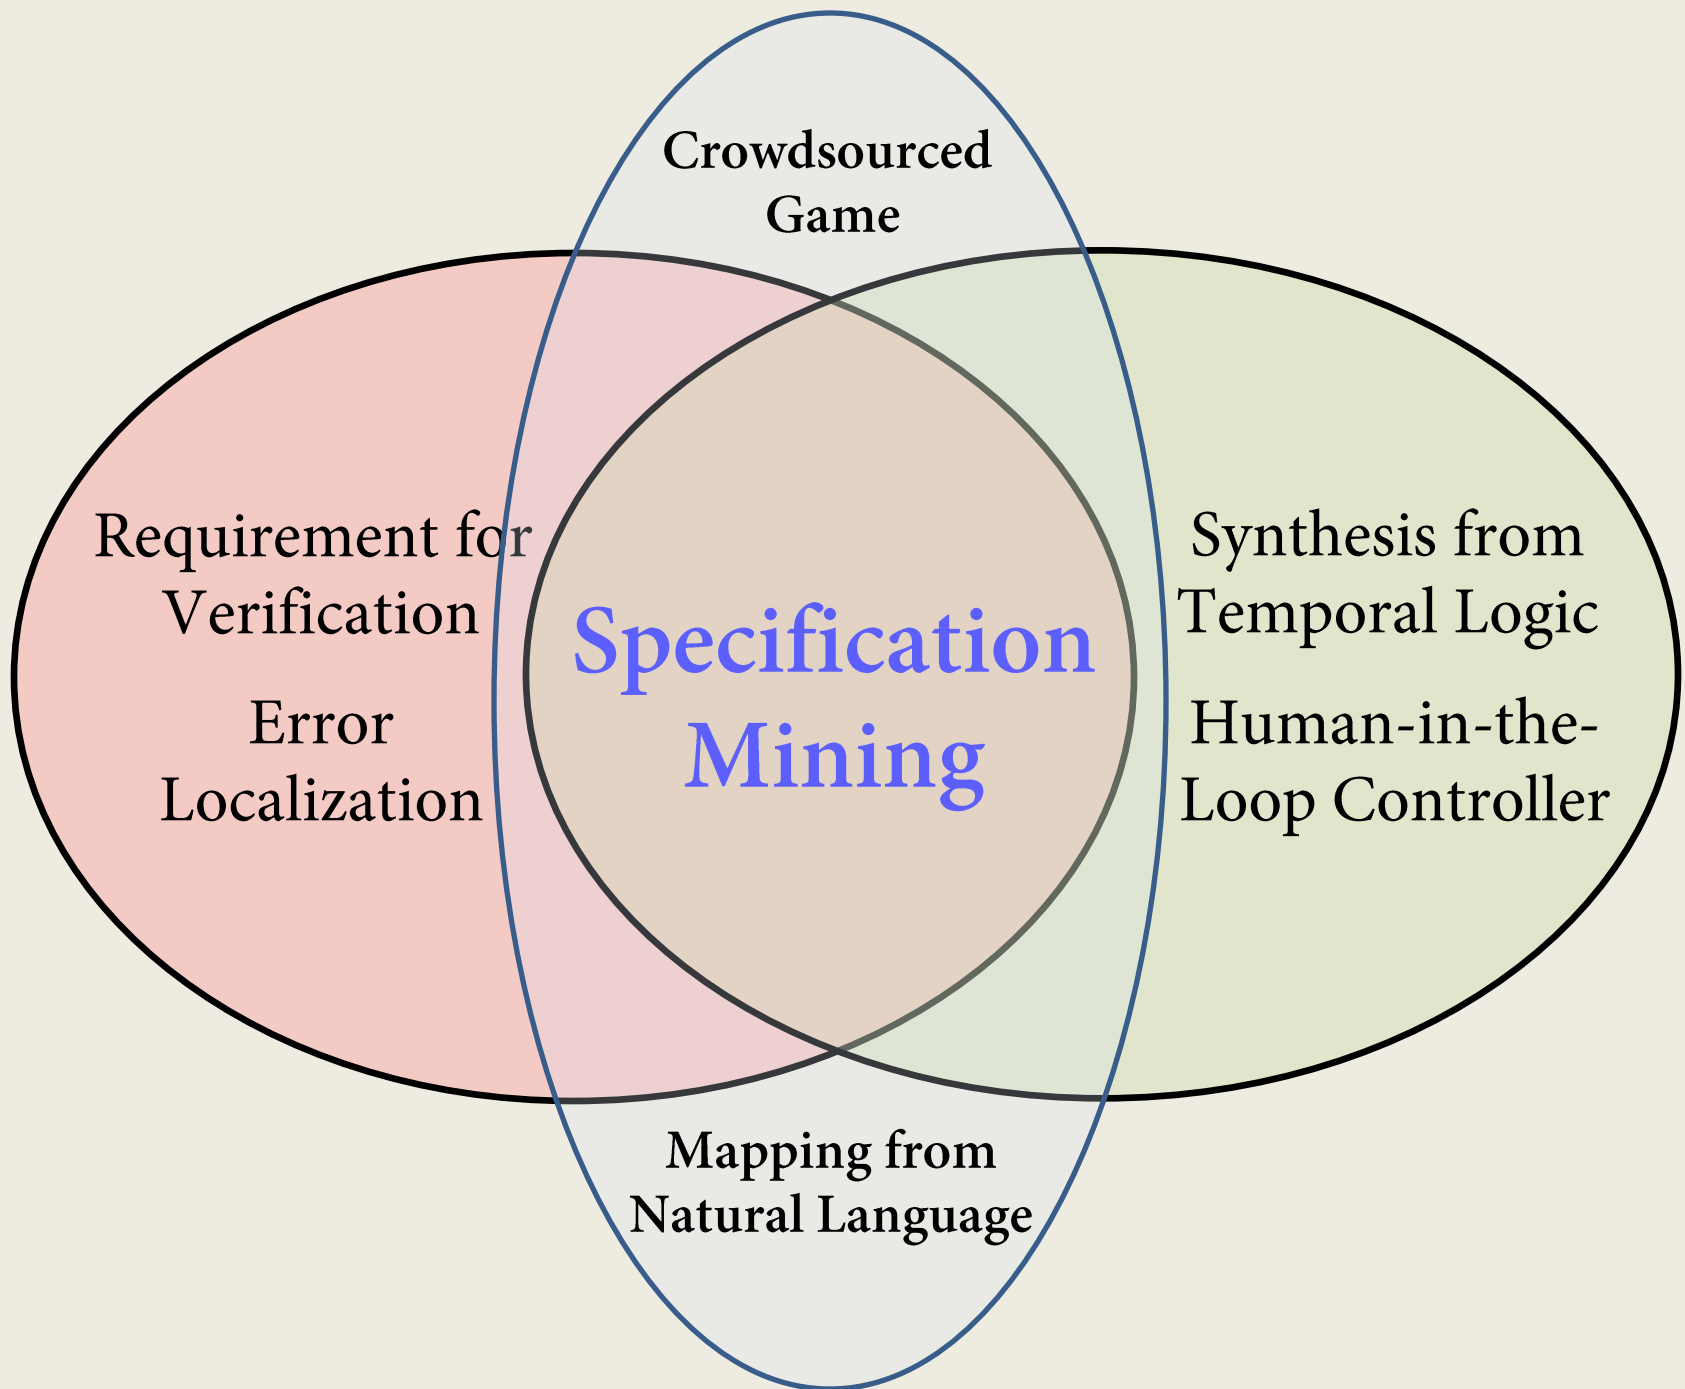 Crowdsourced
Game
Requirement for
Verification
Error
Localization
Specification
Mining
Synthesis from
Temporal Logic
Human-in-the-
Loop Controller
Mapping from
Natural Language